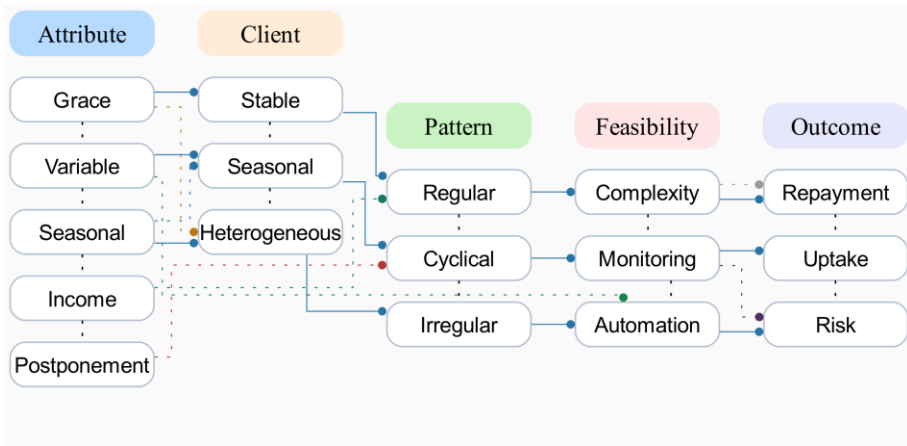 Attribute
Client
Grace
Stable
Pattern
Feasibility
Outcome
Variable
Seasonal
Regular
Complexity
Repayment
Seasonal
Heterogeneous
Cyclical
Monitoring
Uptake
Income
Irregular
Automation
Risk
Postponement